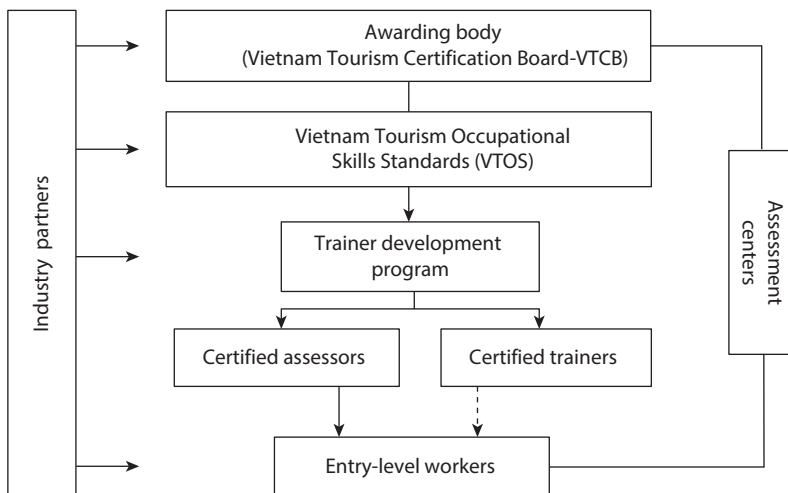 Industry partners
Awarding body
(Vietnam Tourism Certification Board-VTCB)
Vietnam Tourism Occupational
Skills Standards (VTOS)
Trainer development
program
Certified assessors
Certified trainers
Entry-level workers
Assessment
centers